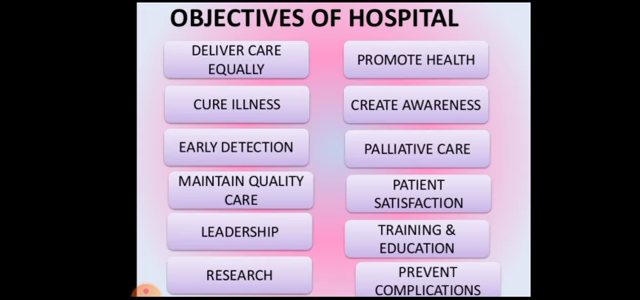 OBJECTIVES OF HOSPITAL
DELIVER CARE
EQUALLY
PROMOTE HEALTH
CURE ILLNESS
CREATE AWARENESS
EARLY DETECTION
PALLIATIVE CARE
MAINTAIN QUALITY
CARE
PATIENT
SATISFACTION
LEADERSHIP
TRAINING &
EDUCATION
RESEARCH
PREVENT
COMPLICATIONS